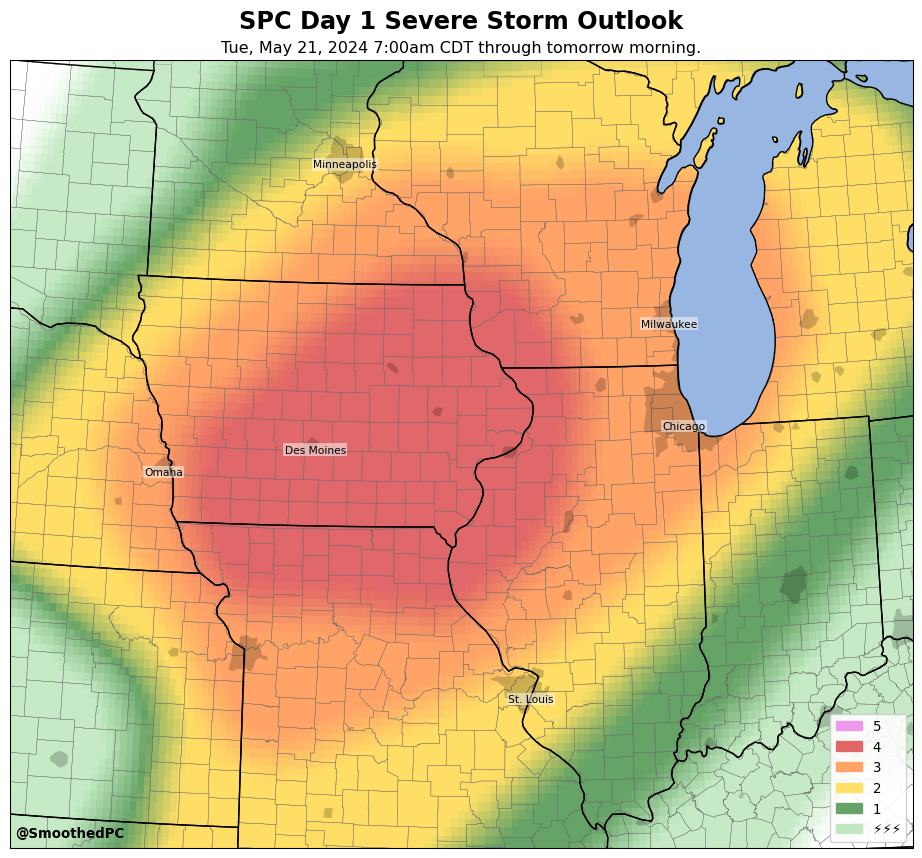 SPC Day 1 Severe Storm Outlook
Tue, May 21, 2024 7:00am CDT through tomorrow morning.
Minneapolis
Milwaukee
Chicago
Des Moines
Omaha
St. Louis
5
4
3
2
1
⚡⚡⚡
@SmoothedPC